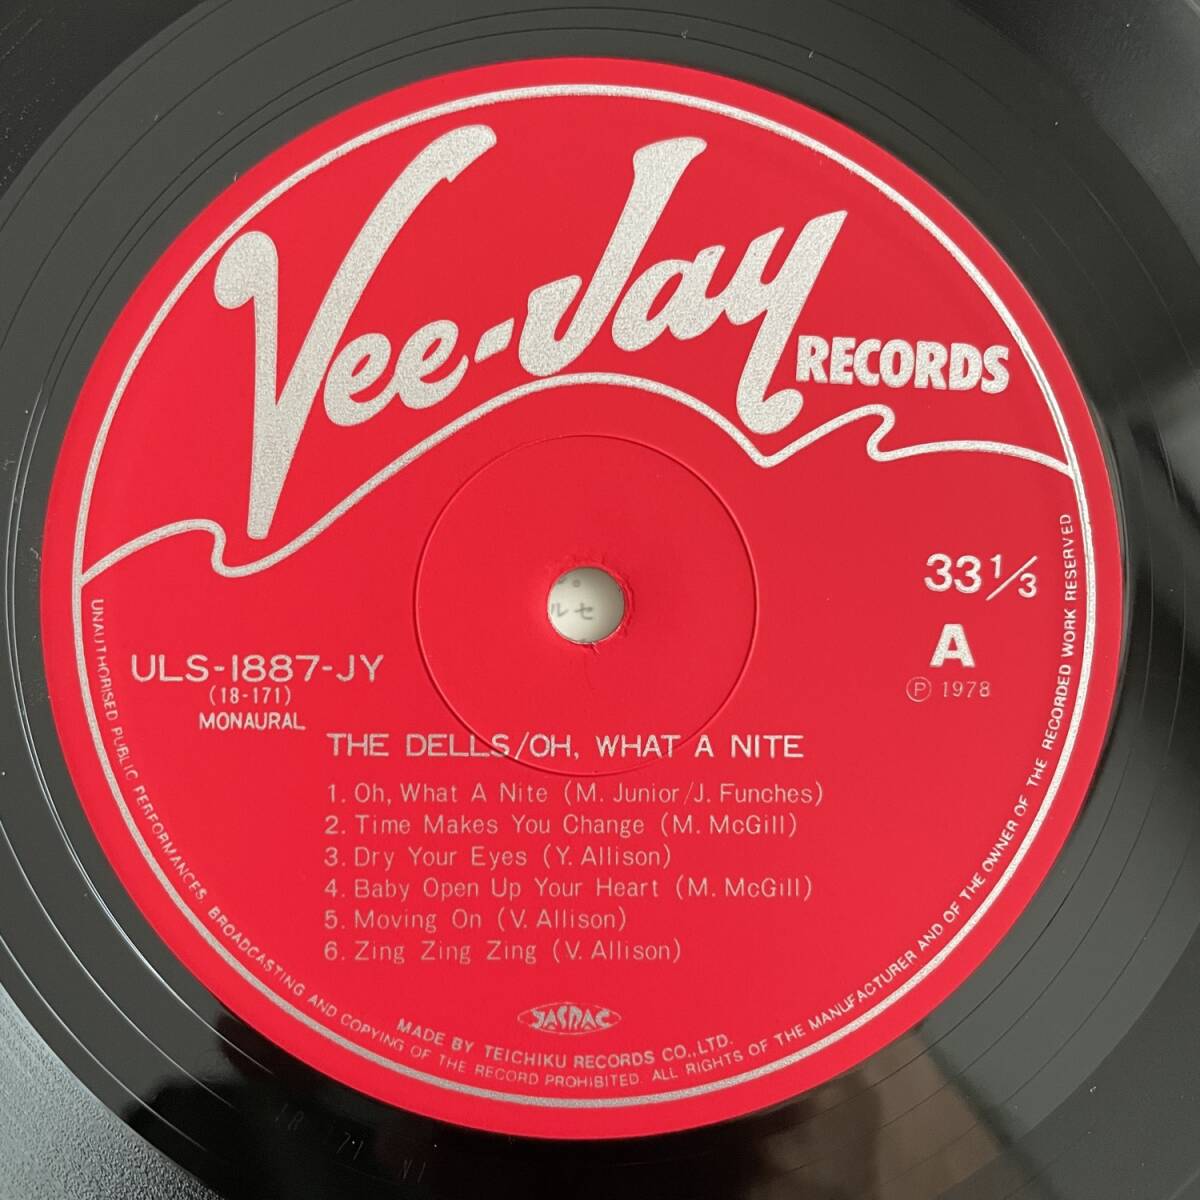 Vee-Jay
RECORDS
33 1/3
A
Ⓟ 1978
ULS-1887-JY
(18-171)
MONAURAL
THE DELLS/OH, WHAT A NITE
1. Oh, What A Nite (M. Junior/J. Funches)
2. Time Makes You Change (M. McGill)
3. Dry Your Eyes (Y. Allison)
4. Baby Open Up Your Heart (M. McGill)
5. Moving On (V. Allison)
6. Zing Zing Zing (V. Allison)
JASRAC
MADE BY TEICHIKU RECORDS CO., LTD.
UNAUTHORISED PUBLIC PERFORMANCES, BROADCASTING AND COPYING OF THE RECORD PROHIBITED. ALL RIGHTS OF THE MANUFACTURER AND OF THE OWNER OF THE RECORDED WORK RESERVED
ルセ